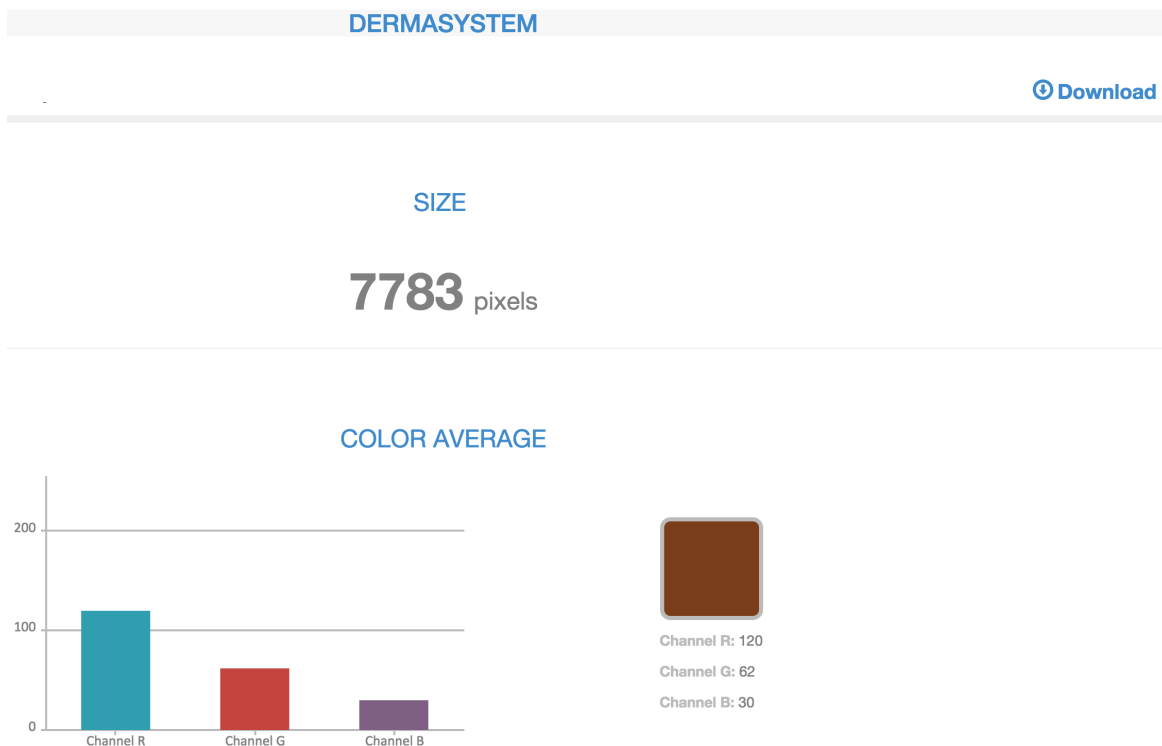 DERMASYSTEM
Download
-
SIZE
7783 pixels
COLOR AVERAGE
200
100
0
Channel R
Channel G
Channel B
Channel R: 120
Channel G: 62
Channel B: 30